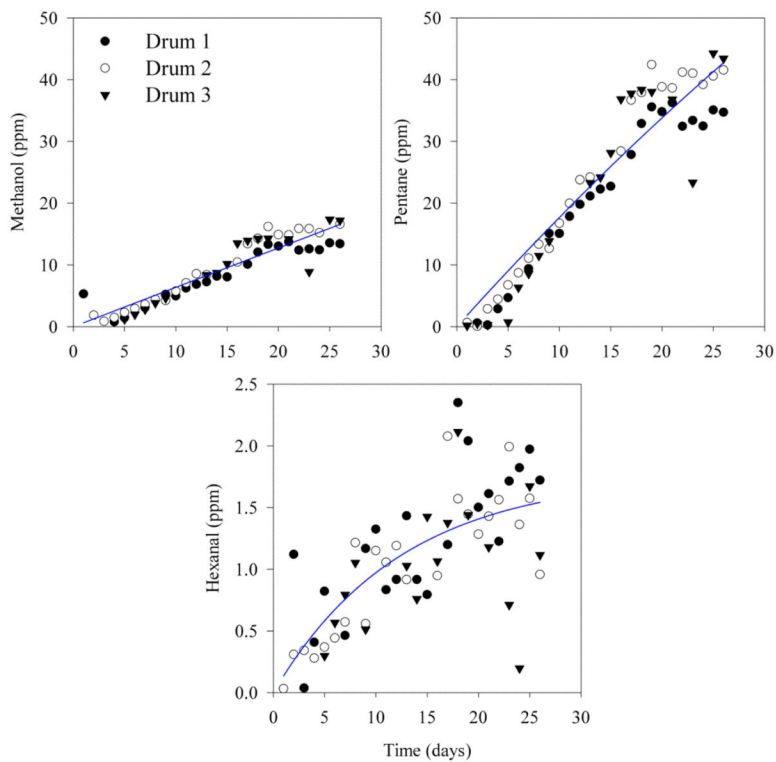 50
40
30
20
10
0
Methanol (ppm)
Drum 1
Drum 2
Drum 3
0 5 10 15 20 25 30
50
40
30
20
10
0
Pentane (ppm)
0 5 10 15 20 25 30
2.5
2.0
1.5
1.0
0.5
0.0
Hexanal (ppm)
0 5 10 15 20 25 30
Time (days)